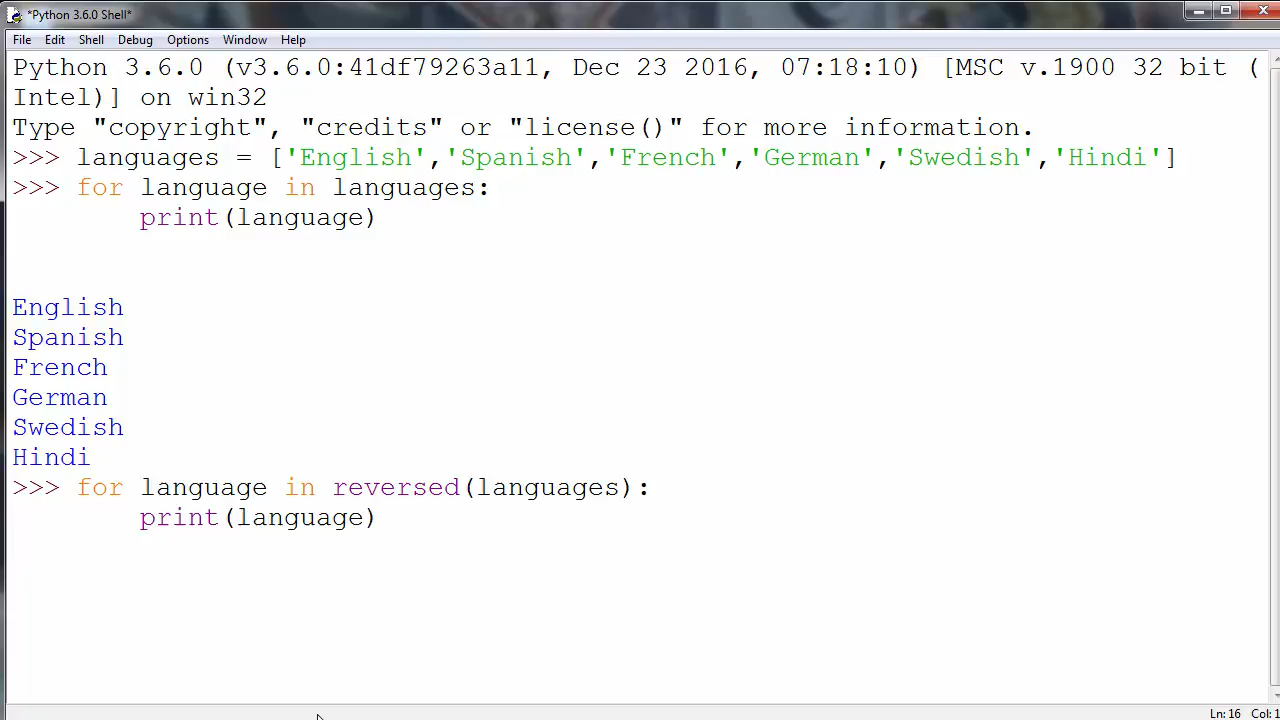 *Python 3.6.0 Shell*
File Edit Shell Debug Options Window Help
Python 3.6.0 (v3.6.0:41df79263a11, Dec 23 2016, 07:18:10) [MSC v.1900 32 bit (
Intel)] on win32
Type "copyright", "credits" or "license()" for more information.
>>> languages = ['English','Spanish','French','German','Swedish','Hindi']
>>> for language in languages:
        print(language)
English
Spanish
French
German
Swedish
Hindi
>>> for language in reversed(languages):
        print(language)
Ln: 16 Col: 1